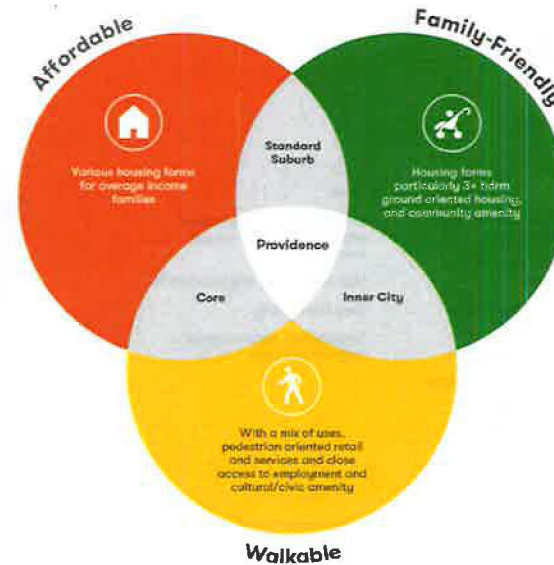 Affordable
Family-Friendly
Various housing forms
for average income
families
Standard
Suburb
Housing forms
particularly 3+ bdrm
ground oriented housing,
and community amenity
Providence
Core
Inner City
With a mix of uses,
pedestrian oriented retail
and services and close
access to employment and
cultural/civic amenity
Walkable